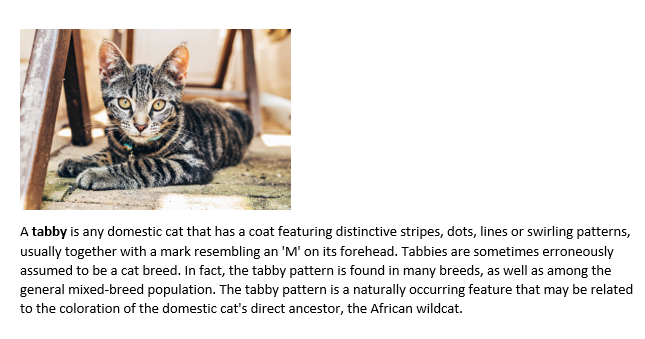 A tabby is any domestic cat that has a coat featuring distinctive stripes, dots, lines or swirling patterns,
usually together with a mark resembling an 'M' on its forehead. Tabbies are sometimes erroneously
assumed to be a cat breed. In fact, the tabby pattern is found in many breeds, as well as among the
general mixed-breed population. The tabby pattern is a naturally occurring feature that may be related
to the coloration of the domestic cat's direct ancestor, the African wildcat.